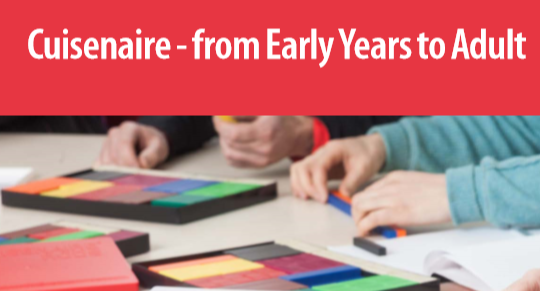 Cuisenaire - from Early Years to Adult